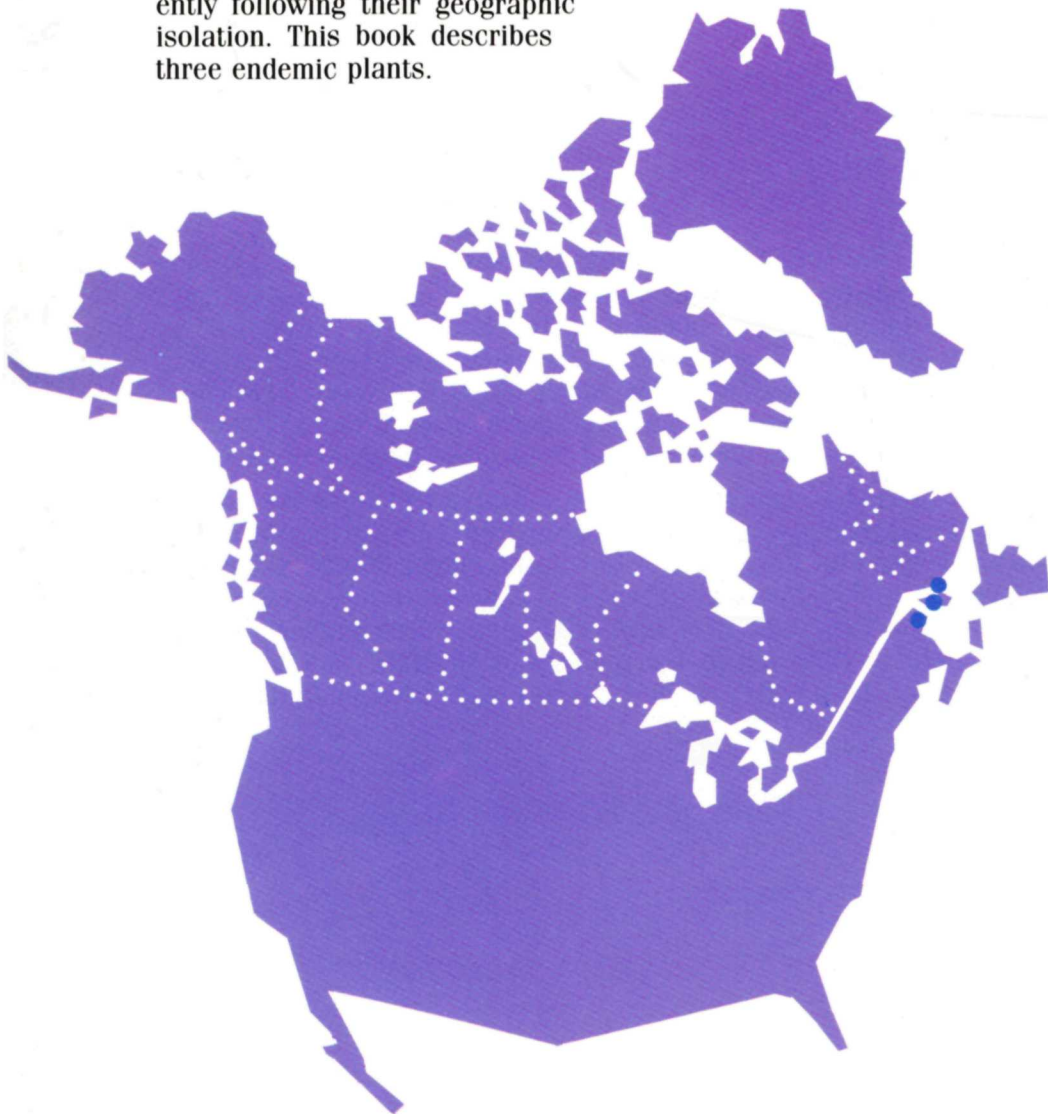 ently following their geographic
isolation. This book describes
three endemic plants.